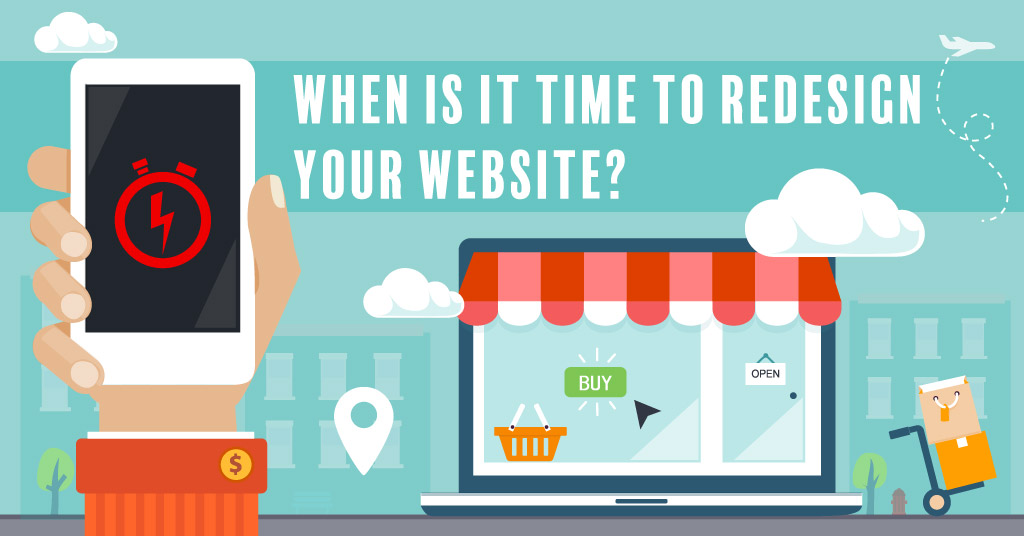 WHEN IS IT TIME TO REDESIGN
YOUR WEBSITE?
BUY
OPEN
$